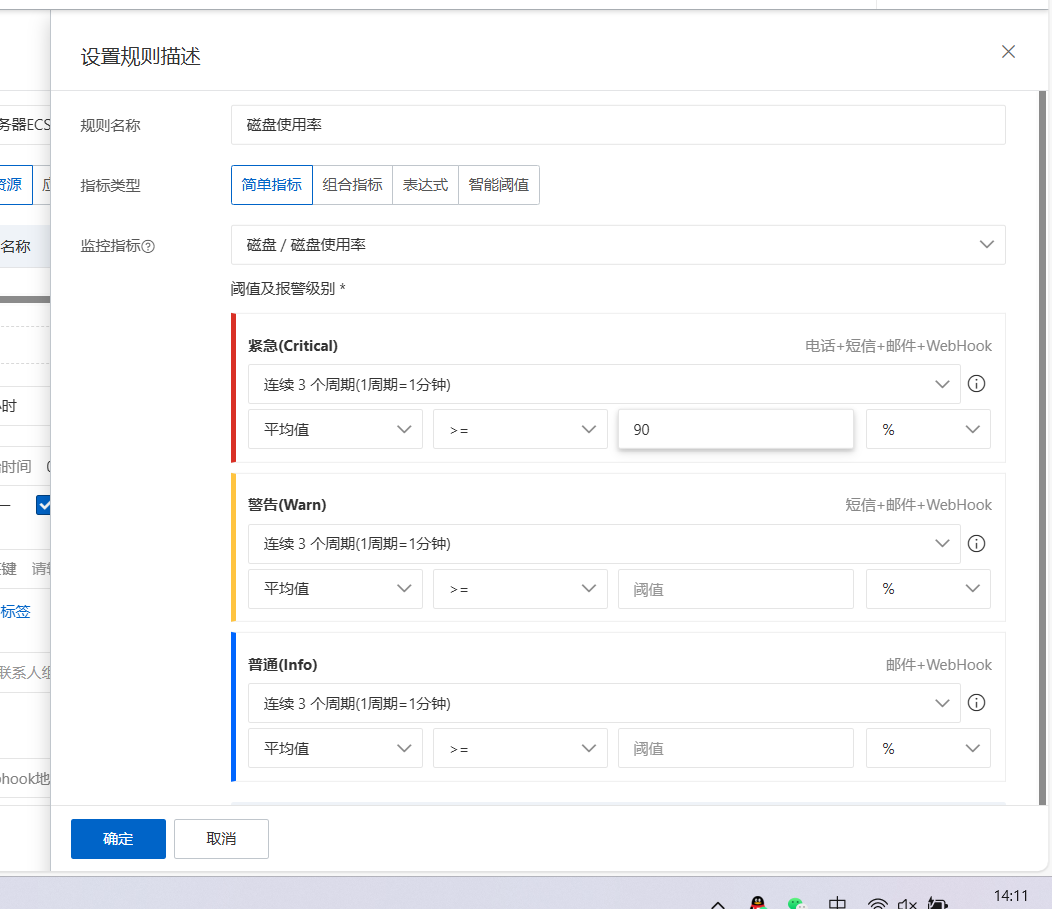 设置规则描述
务器ECS
规则名称
磁盘使用率
资源
应
指标类型
简单指标 组合指标 表达式 智能阈值
名称
监控指标
磁盘 / 磁盘使用率
阈值及报警级别 *
紧急(Critical) 电话+短信+邮件+WebHook
连续 3 个周期(1周期=1分钟)
平均值 >= 90 %
小时
时间
警告(Warn) 短信+邮件+WebHook
连续 3 个周期(1周期=1分钟)
平均值 >= 阈值 %
键 请输
标签
普通(Info) 邮件+WebHook
联系人组
连续 3 个周期(1周期=1分钟)
平均值 >= 阈值 %
hook地
确定 取消
中
14:11